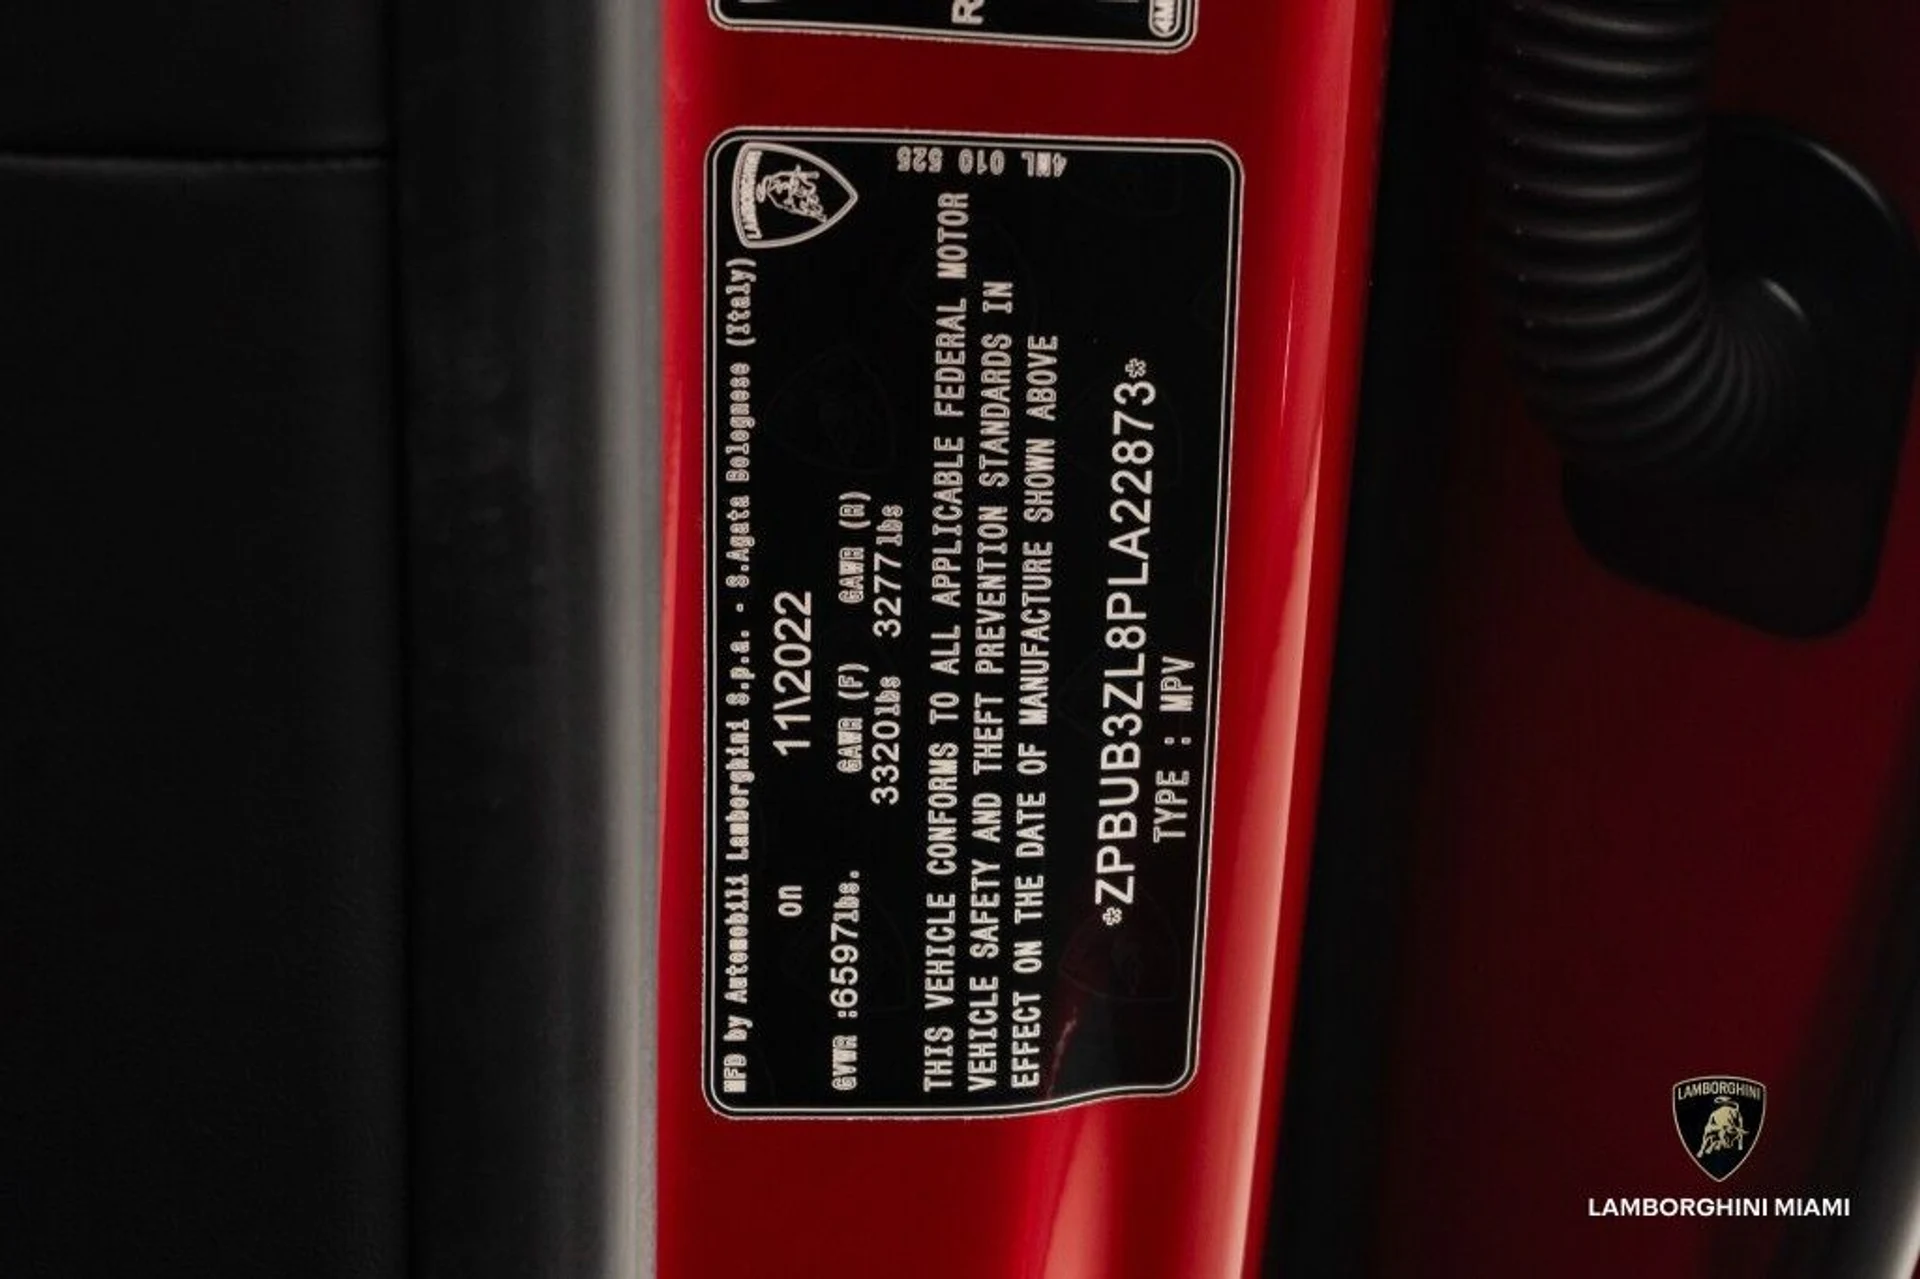 R
4M
LAMBORGHINI
4ML 010 525
MFD by Automobili Lamborghini S.p.a. - S.Agata Bolognese (Italy)
on 11\2022
GVWR :6597lbs. GAWR (F) GAWR (R)
3320lbs 3277lbs
THIS VEHICLE CONFORMS TO ALL APPLICABLE FEDERAL MOTOR
VEHICLE SAFETY AND THEFT PREVENTION STANDARDS IN
EFFECT ON THE DATE OF MANUFACTURE SHOWN ABOVE
*ZPBUB3ZL8PLA22873*
TYPE : MPV
LAMBORGHINI
LAMBORGHINI MIAMI